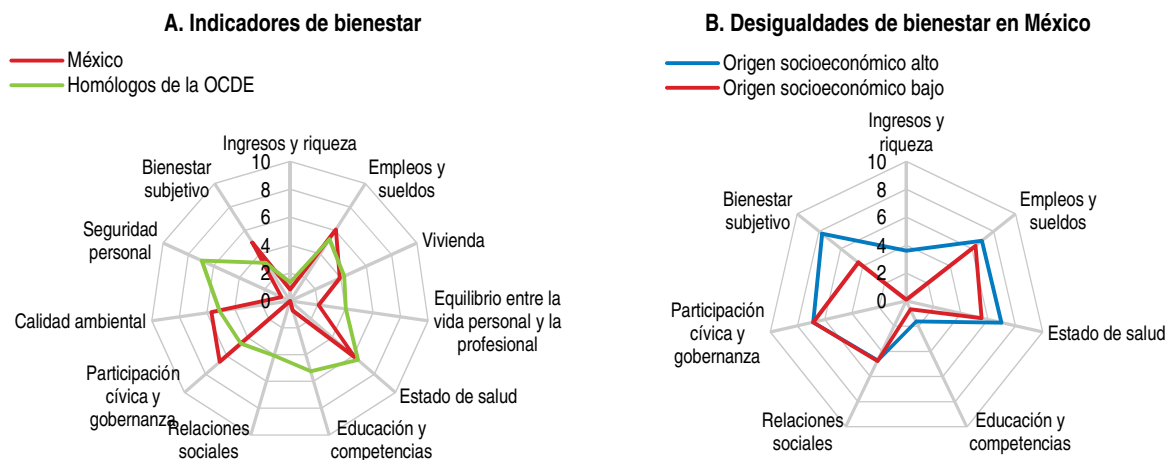 A. Indicadores de bienestar
México
Homólogos de la OCDE
Ingresos y riqueza
Empleos y
sueldos
Vivienda
Equilibrio entre la
vida personal y la
profesional
Estado de salud
Educación y
competencias
Relaciones
sociales
Participación
cívica y
gobernanza
Calidad ambiental
Seguridad
personal
Bienestar
subjetivo
10
8
6
4
2
0
B. Desigualdades de bienestar en México
Origen socioeconómico alto
Origen socioeconómico bajo
Ingresos y
riqueza
Empleos y
sueldos
Estado de salud
Educación y
competencias
Relaciones
sociales
Participación
cívica y
gobernanza
Bienestar
subjetivo
10
8
6
4
2
0